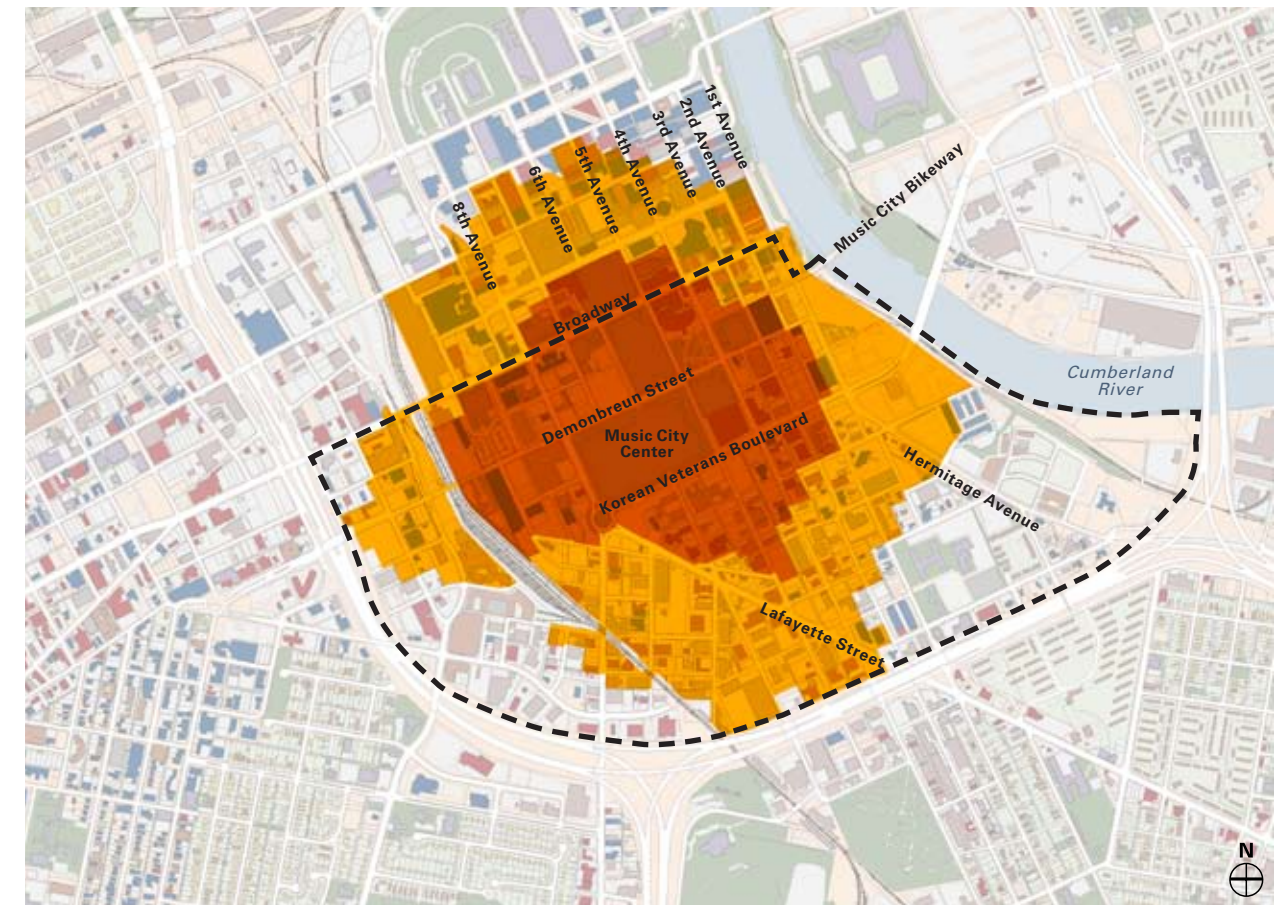 1st Avenue
2nd Avenue
3rd Avenue
4th Avenue
5th Avenue
6th Avenue
8th Avenue
Music City Bikeway
Broadway
Cumberland
River
Demonbreun Street
Music City
Center
Korean Veterans Boulevard
Hermitage Avenue
Lafayette Street
N